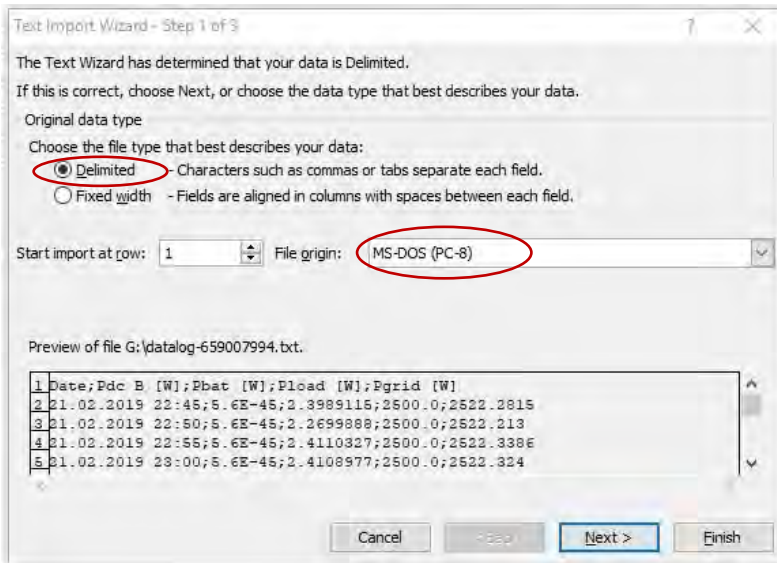 Text Import Wizard - Step 1 of 3 ? ×
The Text Wizard has determined that your data is Delimited.
If this is correct, choose Next, or choose the data type that best describes your data.
Original data type
Choose the file type that best describes your data:
Delimited - Characters such as commas or tabs separate each field.
Fixed width - Fields are aligned in columns with spaces between each field.
Start import at row: 1 File origin: MS-DOS (PC-8)
Preview of file G:\datalog-659007994.txt.
1 Date;Pdc B [W];Pbat [W];Pload [W];Pgrid [W]
2 21.02.2019 22:45;5.6E-45;2.3989115;2500.0;2522.2815
3 21.02.2019 22:50;5.6E-45;2.2699888;2500.0;2522.213
4 21.02.2019 22:55;5.6E-45;2.4110327;2500.0;2522.3386
5 21.02.2019 23:00;5.6E-45;2.4108977;2500.0;2522.324
Cancel Next > Finish